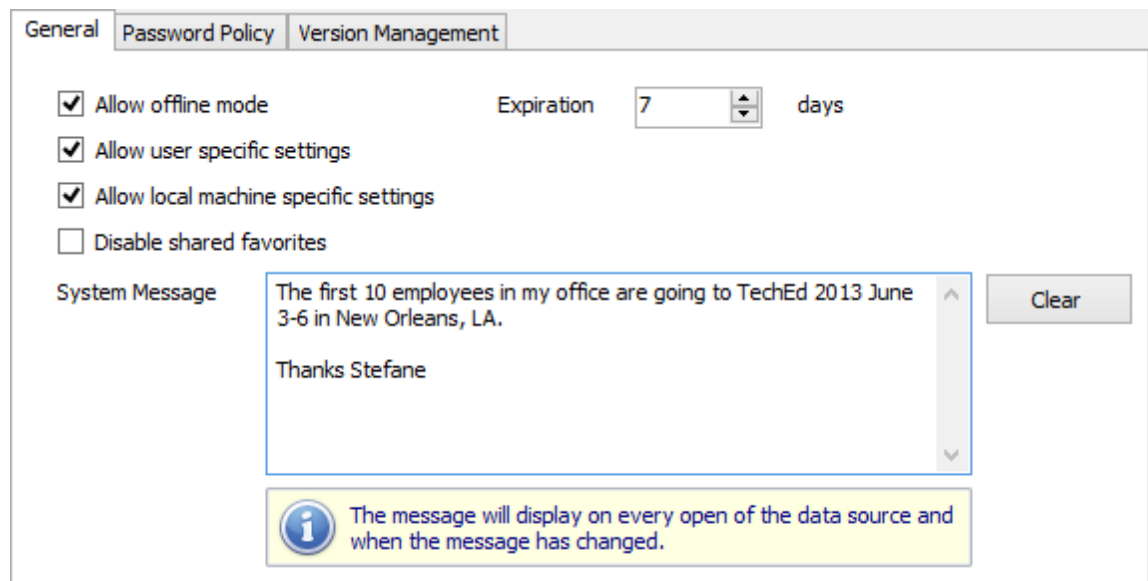 General Password Policy Version Management
Allow offline mode Expiration 7 days
Allow user specific settings
Allow local machine specific settings
Disable shared favorites
System Message The first 10 employees in my office are going to TechEd 2013 June Clear
3-6 in New Orleans, LA.
Thanks Stefane
The message will display on every open of the data source and
when the message has changed.